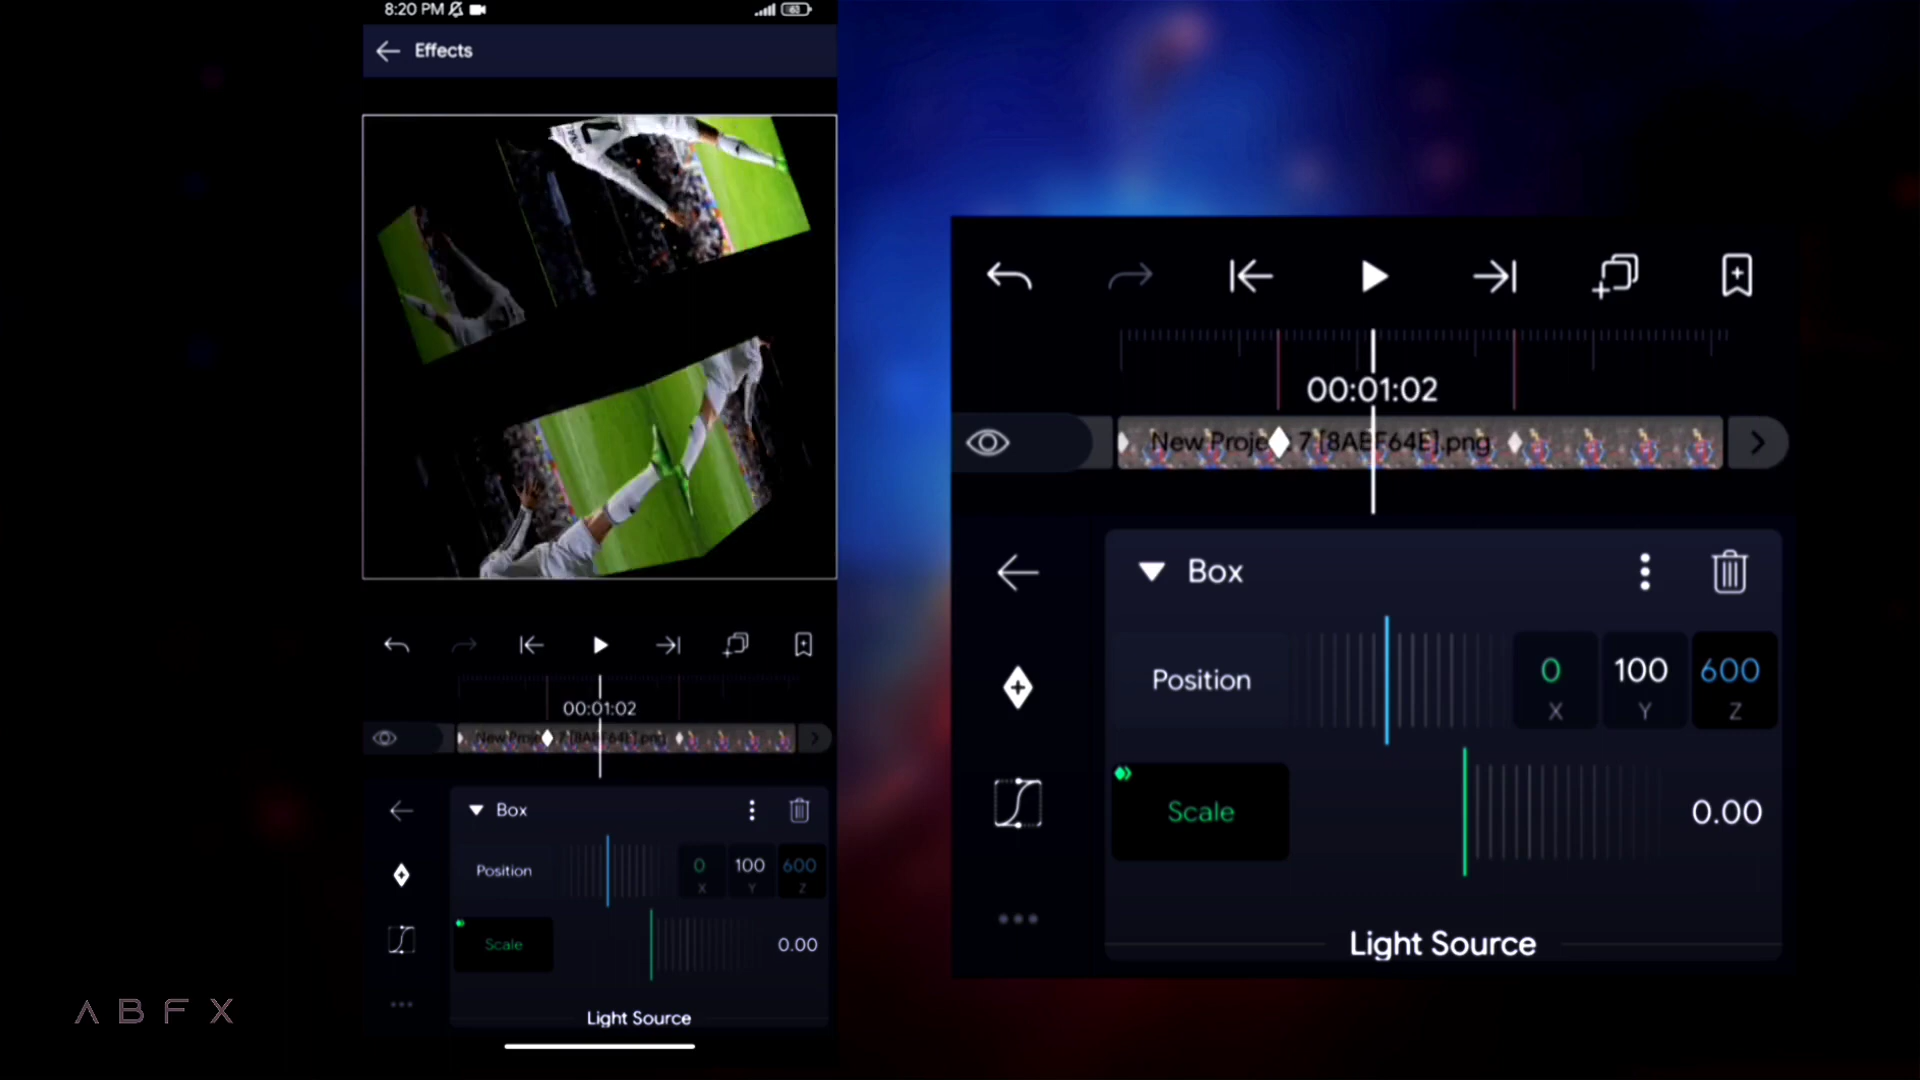 8:20 PM
63
Effects
7
00:01:02
New Proje 7 [8ABF64E].png
Box
Position
0
100
600
X
Y
Z
Scale
0.00
Light Source
00:01:02
New Proje 7 [8ABF64E].png
Box
Position
0
100
600
X
Y
Z
Scale
0.00
Light Source
ABFX